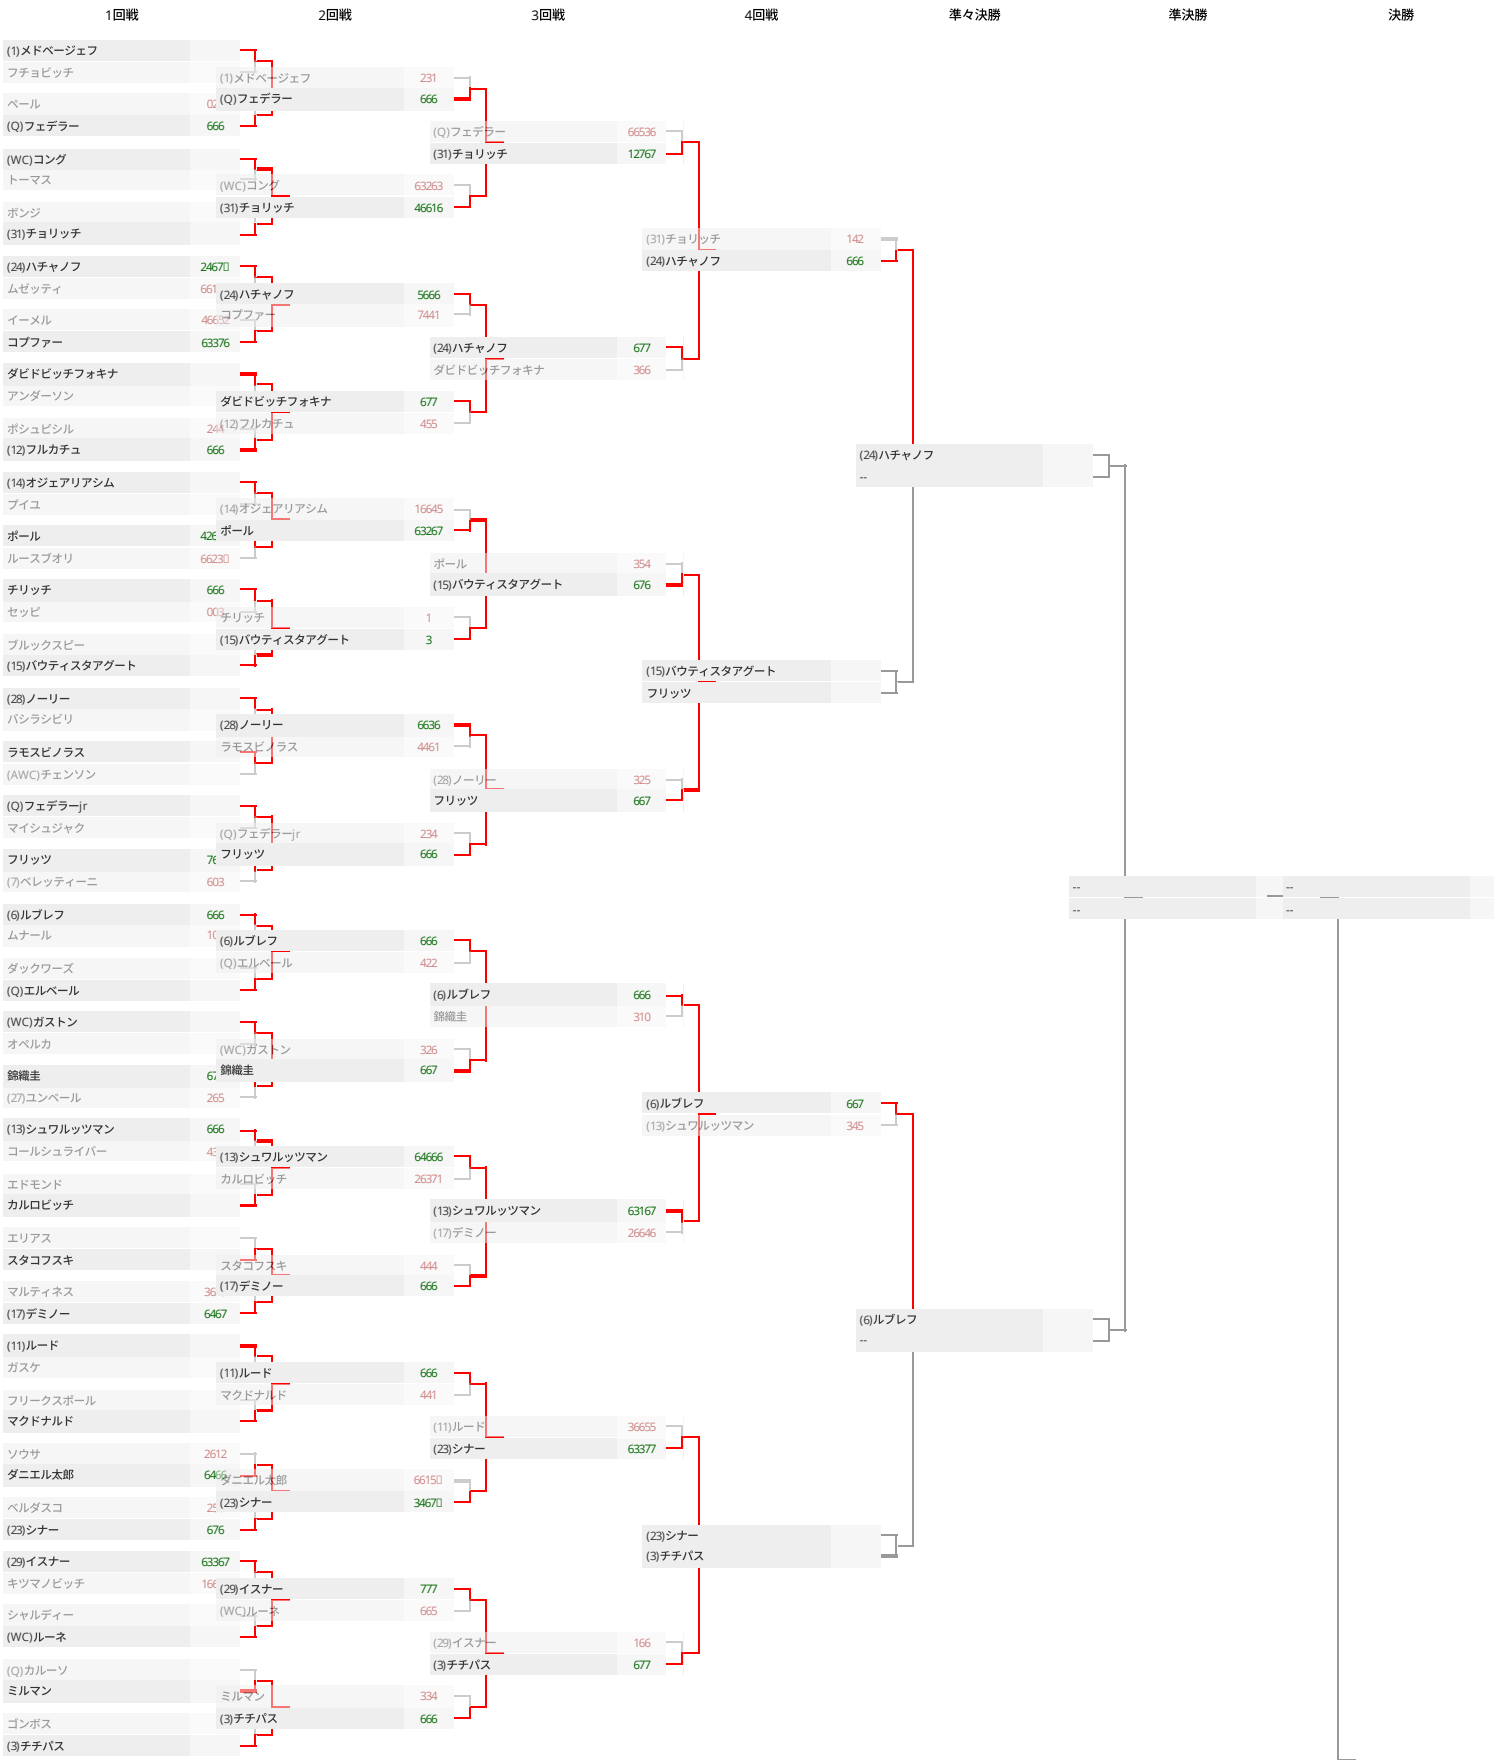 1回戦 2回戦 3回戦 4回戦 準々決勝 準決勝 決勝
(1)メドベージェフ
フチョビッチ
ペール
(Q)フェデラー 666
(WC)コング
トーマス
ボンジ
(31)チョリッチ
(24)ハチャノフ 2467
ムゼッティ 661
イーメル 46652
コプファー 63376
ダビドビッチフォキナ
アンダーソン
ポシュピシル 244
(12)フルカチュ 666
(14)オジェアリアシム
プイユ
ポール 426
ルースブオリ 6623
チリッチ 666
セッピ 003
ブルックスビー
(15)バウティスタアグート
(28)ノーリー
バシラシビリ
ラモスビノラス
(AWC)チェンソン
(Q)フェデラーjr
マイシュジャク
フリッツ 76
(7)ベレッティーニ 603
(6)ルブレフ 666
ムナール 10
ダックワーズ
(Q)エルベール
(WC)ガストン
オペルカ
錦織圭 67
(27)ユンベール 265
(13)シュワルッツマン 666
コールシュライバー 43
エドモンド
カルロビッチ
エリアス
スタコフスキ
マルティネス 36
(17)デミノー 6467
(11)ルード
ガスケ
フリークスポール
マクドナルド
ソウサ 2612
ダニエル太郎 6466
ベルダスコ 25
(23)シナー 676
(29)イスナー 63367
キツマノビッチ 166
シャルディー
(WC)ルーネ
(Q)カルーソ
ミルマン
ゴンボス
(3)チチパス
(1)メドベージェフ 231
(Q)フェデラー 666
(WC)コング 63263
(31)チョリッチ 46616
(24)ハチャノフ 5666
コプファー 7441
ダビドビッチフォキナ 677
(12)フルカチュ 455
(14)オジェアリアシム 16645
ポール 63267
チリッチ 1
(15)バウティスタアグート 3
(28)ノーリー 6636
ラモスビノラス 4461
(Q)フェデラーjr 234
フリッツ 666
(6)ルブレフ 666
(Q)エルベール 422
(WC)ガストン 326
錦織圭 667
(13)シュワルッツマン 64666
カルロビッチ 26371
スタコフスキ 444
(17)デミノー 666
(11)ルード 666
マクドナルド 441
ダニエル太郎 6615
(23)シナー 3467
(29)イスナー 777
(WC)ルーネ 665
ミルマン 334
(3)チチパス 666
(Q)フェデラー 66536
(31)チョリッチ 12767
(24)ハチャノフ 677
ダビドビッチフォキナ 366
ポール 354
(15)バウティスタアグート 676
(28)ノーリー 325
フリッツ 667
(6)ルブレフ 666
錦織圭 310
(13)シュワルッツマン 63167
(17)デミノー 26646
(11)ルード 36655
(23)シナー 63377
(29)イスナー 166
(3)チチパス 677
(31)チョリッチ 142
(24)ハチャノフ 666
(15)バウティスタアグート
フリッツ
(6)ルブレフ 667
(13)シュワルッツマン 345
(23)シナー
(3)チチパス
(24)ハチャノフ
--
(6)ルブレフ
--
--
--
--
--